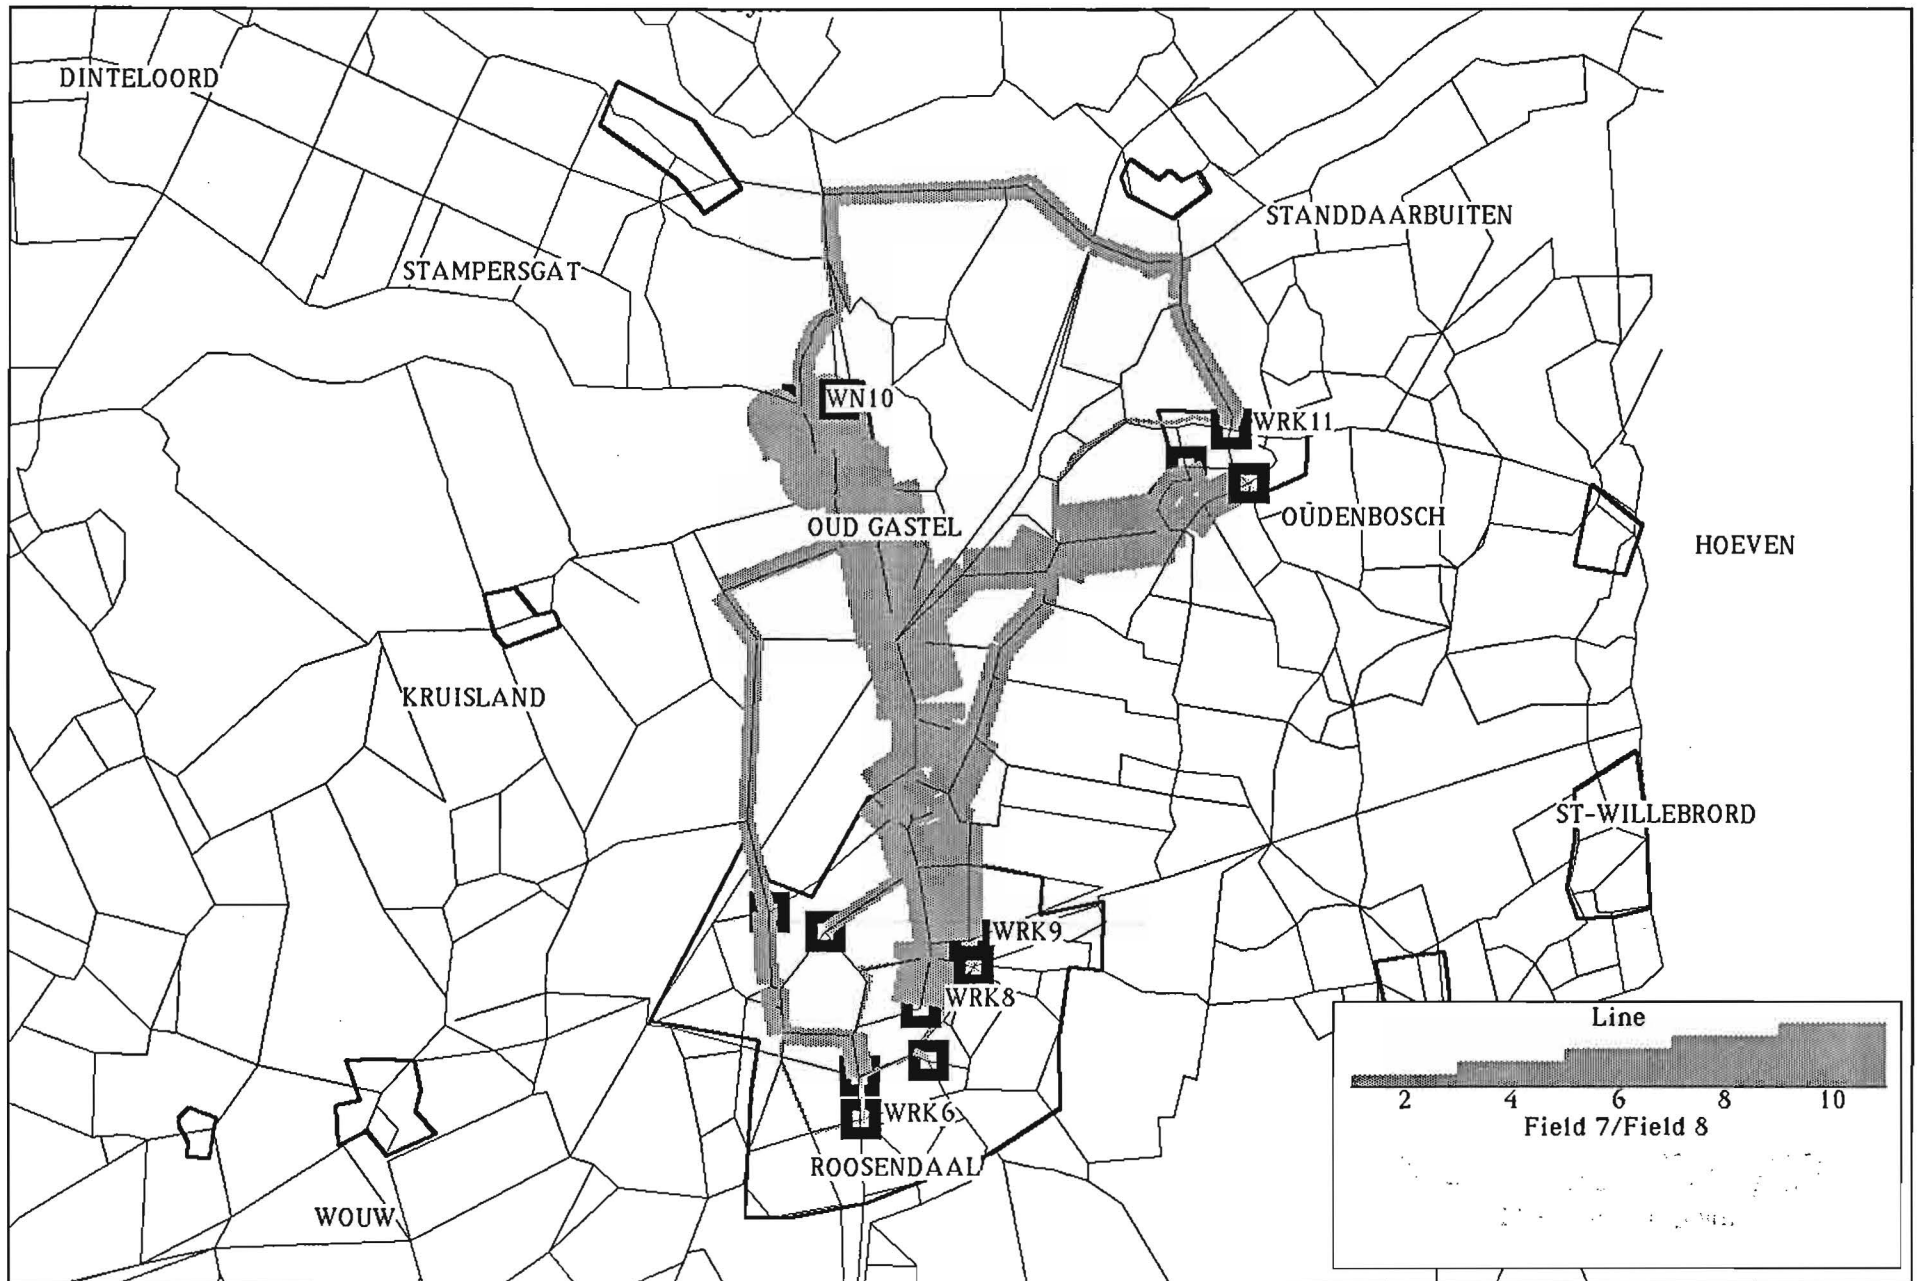 DINTELOORD
STANDDAARBUITEN
STAMPERSGAT
WN10
WRK11
OUD GASTEL
OUDENBOSCH
HOEVEN
KRUISLAND
ST-WILLEBRORD
WRK9
WRK8
WRK6
ROOSENDAAL
WOUW
Line
2 4 6 8 10
Field 7/Field 8